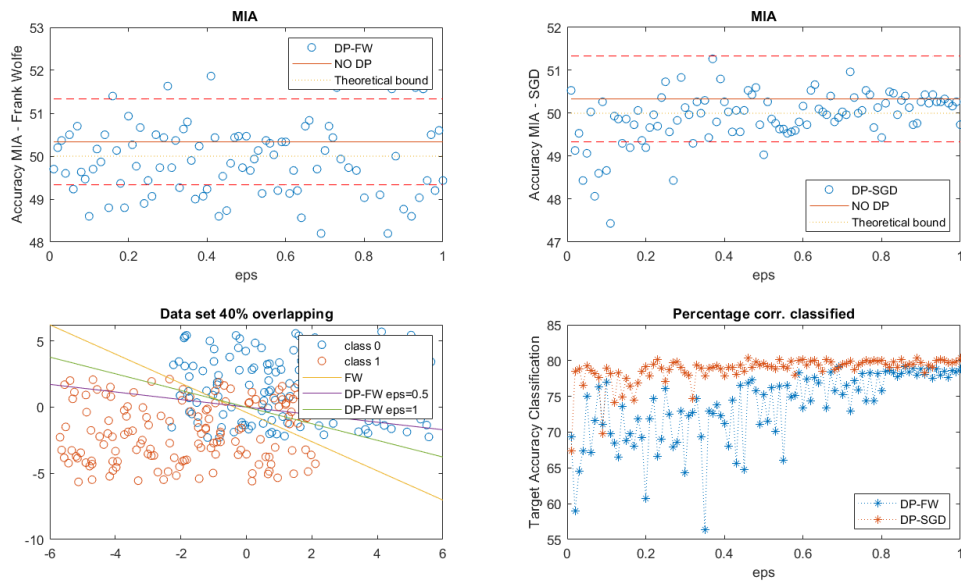 MIA
53
52
51
50
49
48
Accuracy MIA - Frank Wolfe
DP-FW
NO DP
Theoretical bound
0
0.2
0.4
0.6
0.8
1
eps
MIA
52
51
50
49
48
47
Accuracy MIA - SGD
DP-SGD
NO DP
Theoretical bound
0
0.2
0.4
0.6
0.8
1
eps
Data set 40% overlapping
5
0
-5
-10
class 0
class 1
FW
DP-FW eps=0.5
DP-FW eps=1
-6
-4
-2
0
2
4
6
Percentage corr. classified
85
80
75
70
65
60
55
Target Accuracy Classification
DP-FW
DP-SGD
0
0.2
0.4
0.6
0.8
1
eps